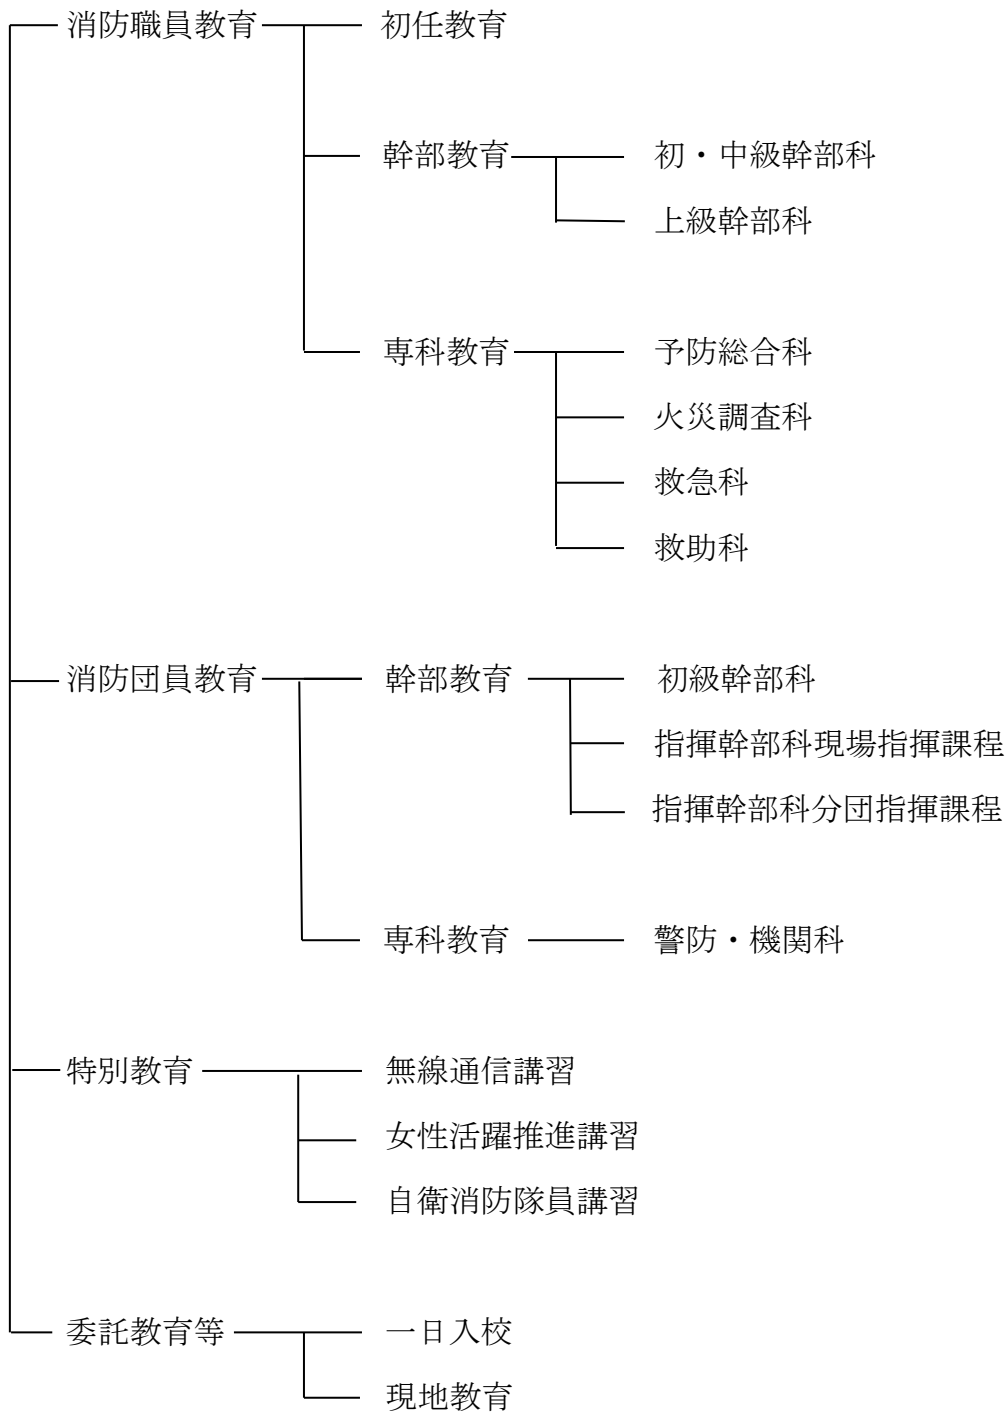 消防職員教育 初任教育
幹部教育 初・中級幹部科
上級幹部科
専科教育 予防総合科
火災調査科
救急科
救助科
消防団員教育 幹部教育 初級幹部科
指揮幹部科現場指揮課程
指揮幹部科分団指揮課程
専科教育 警防・機関科
特別教育 無線通信講習
女性活躍推進講習
自衛消防隊員講習
委託教育等 一日入校
現地教育